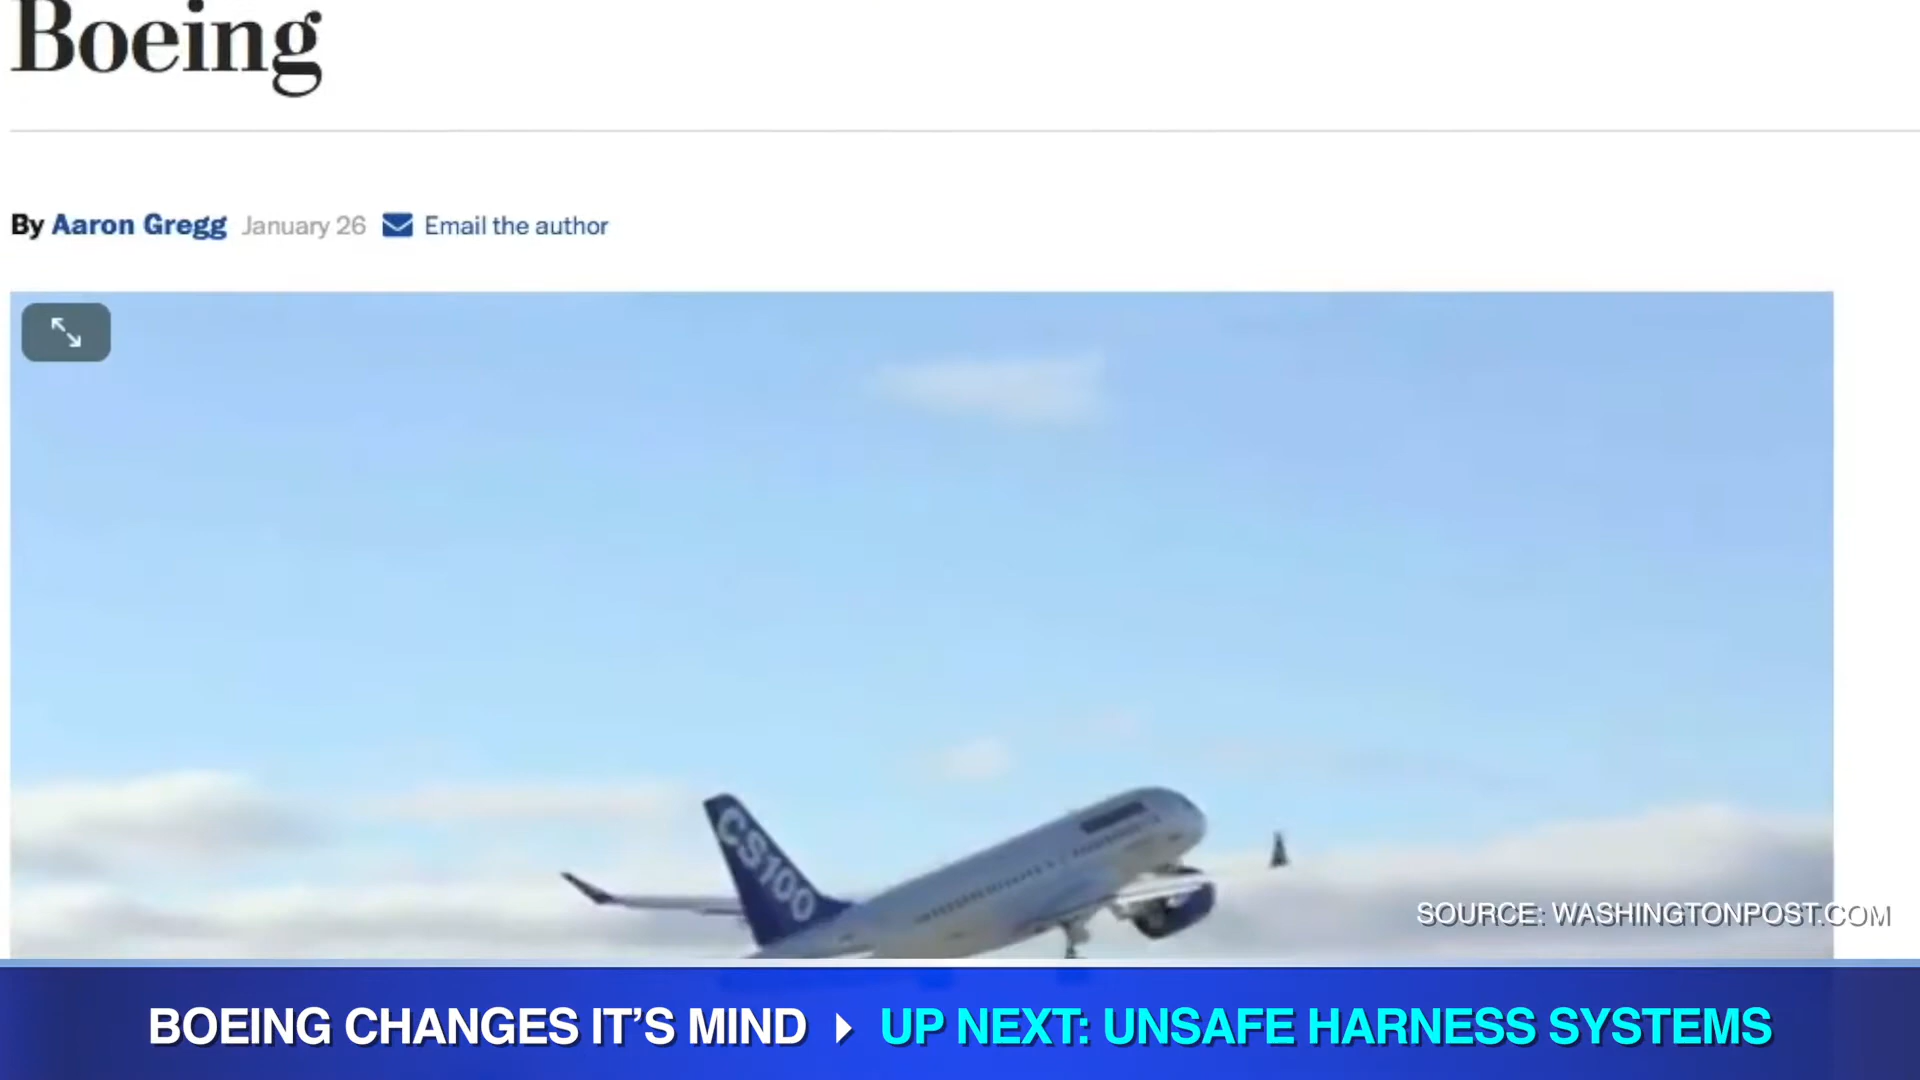 Boeing
By Aaron Gregg January 26 Email the author
CS100
SOURCE: WASHINGTONPOST.COM
BOEING CHANGES IT'S MIND UP NEXT: UNSAFE HARNESS SYSTEMS